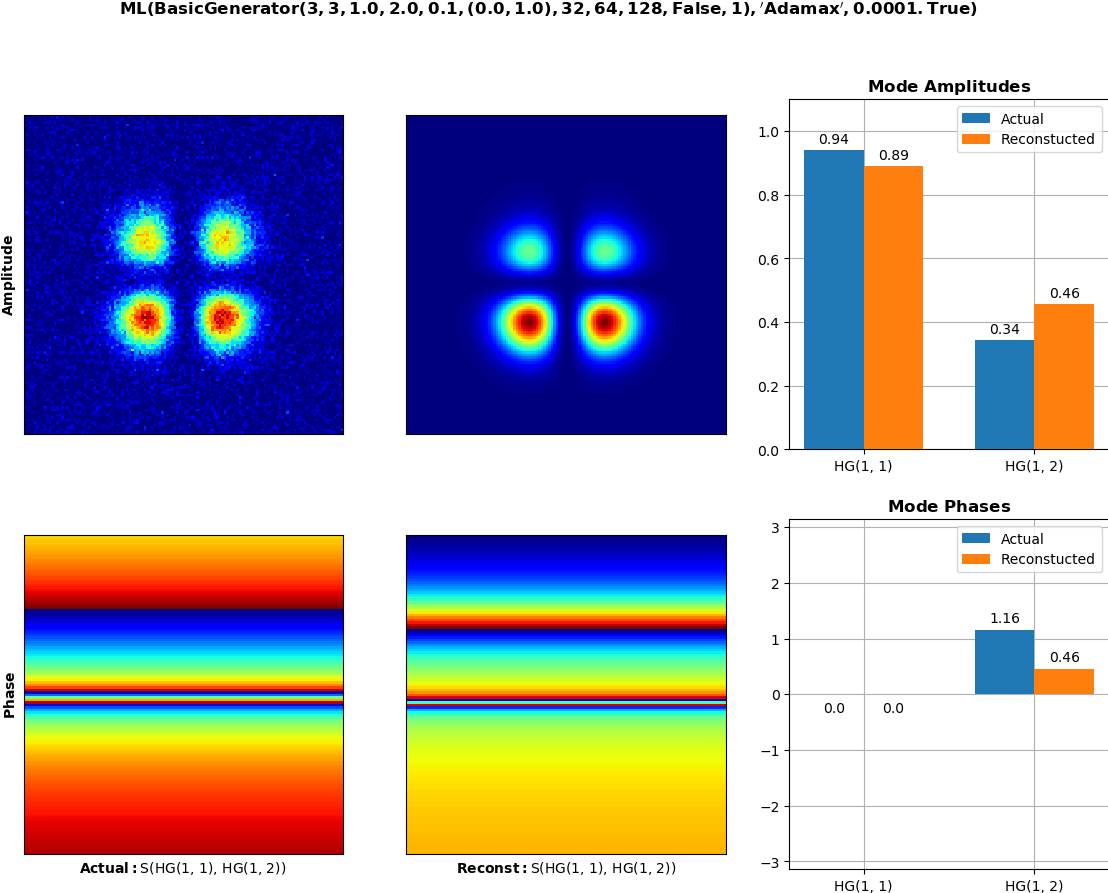 ML(BasicGenerator(3, 3, 1.0, 2.0, 0.1, (0.0, 1.0), 32, 64, 128, False, 1), 'Adamax', 0.0001.True)
Amplitude
Mode Amplitudes
Actual
Reconstucted
1.0
0.8
0.6
0.4
0.2
0.0
0.94
0.89
0.34
0.46
HG(1, 1)
HG(1, 2)
Phase
Actual: S(HG(1, 1), HG(1, 2))
Reconst: S(HG(1, 1), HG(1, 2))
Mode Phases
Actual
Reconstucted
3
2
1
0
−1
−2
−3
0.0
0.0
1.16
0.46
HG(1, 1)
HG(1, 2)